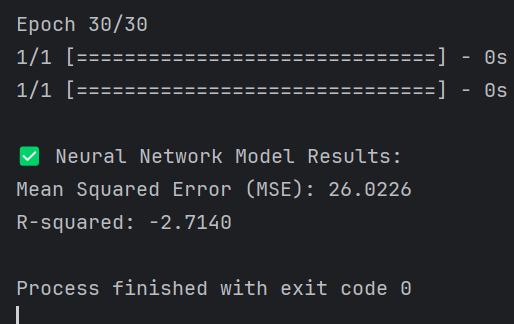 Epoch 30/30
1/1 [==============================] - 0s
1/1 [==============================] - 0s
✅ Neural Network Model Results:
Mean Squared Error (MSE): 26.0226
R-squared: -2.7140
Process finished with exit code 0